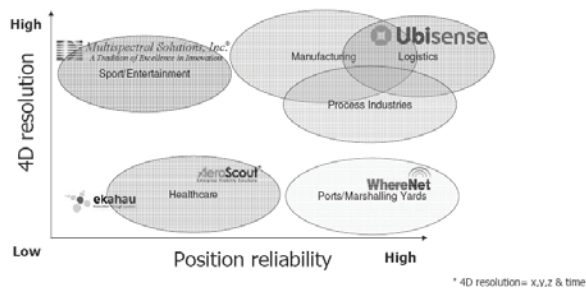 High
Multispectral Solutions, Inc.®
A Tradition of Excellence in Innovation
Sport/Entertainment
Manufacturing
Ubisense
Logistics
Process Industries
4D resolution
AeroScout
Healthcare
ekahau
WhereNet
Ports/Marshalling Yards
Low
Position reliability
High
* 4D resolution= x,y,z & time